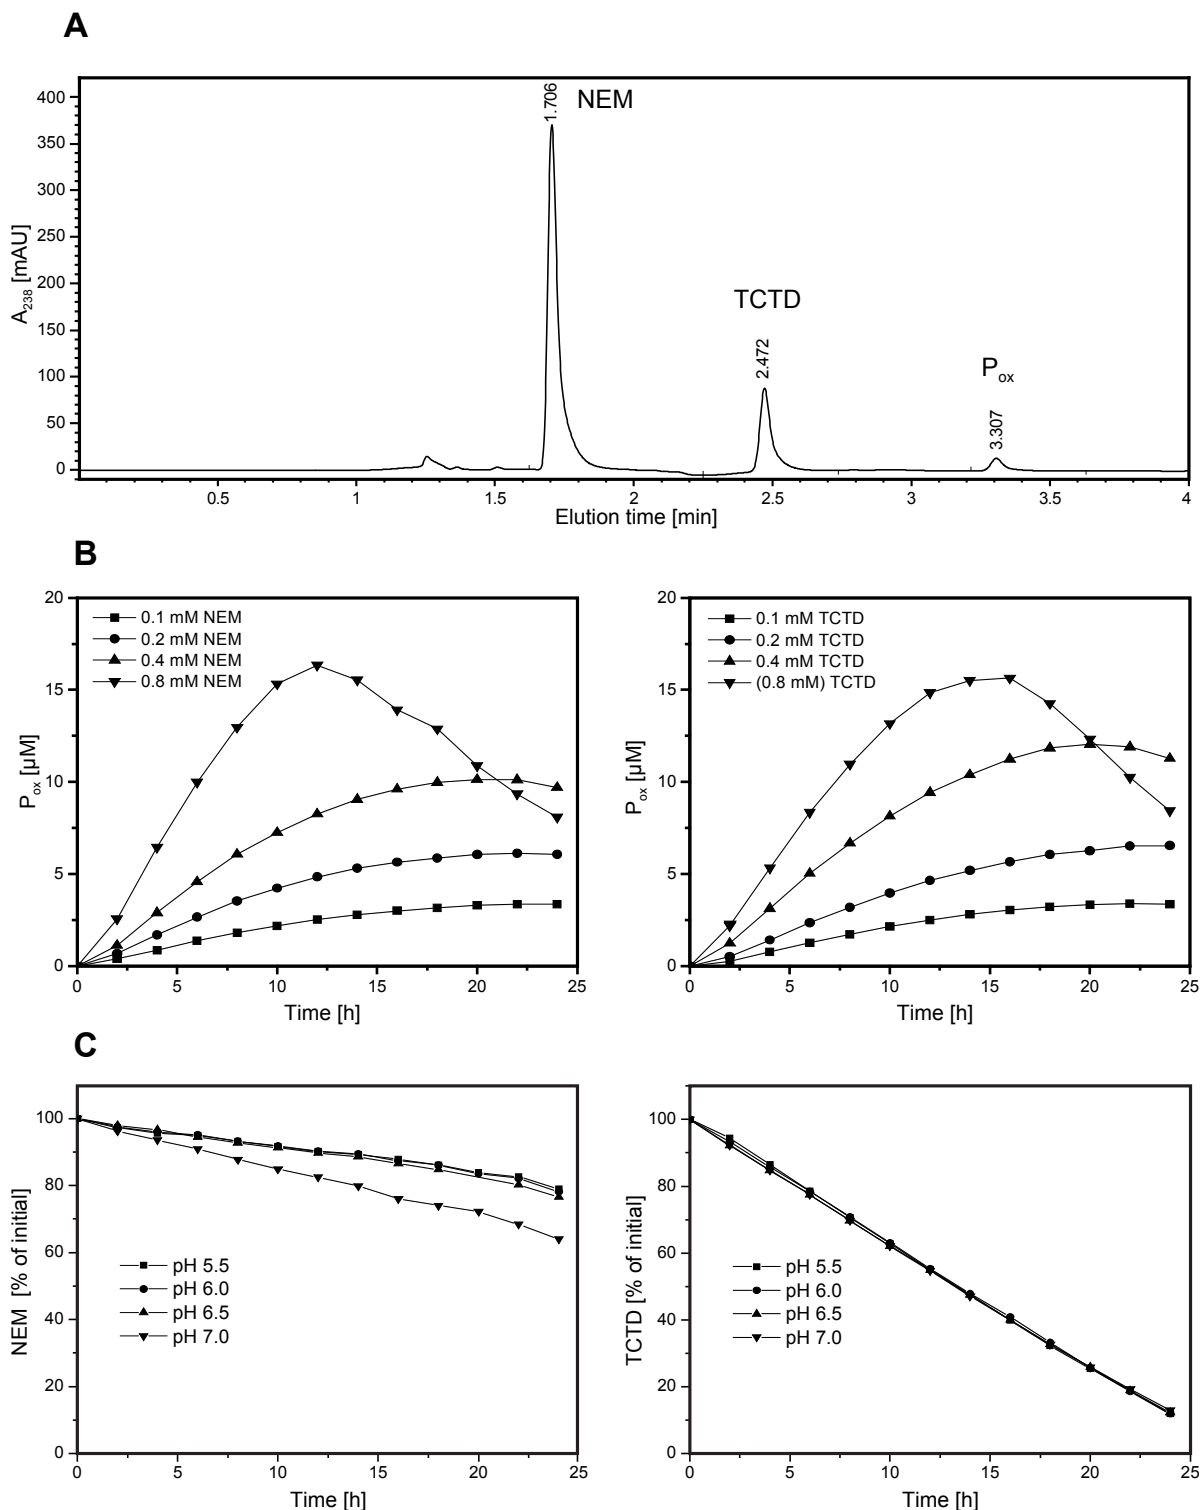 A
400
350
300
250
200
150
100
50
0
A238 [mAU]
1.706
NEM
TCTD
2.472
Pox
3.307
0.5
1
1.5
2
2.5
3
3.5
4
Elution time [min]
B
20
15
10
5
0
Pox [µM]
0.1 mM NEM
0.2 mM NEM
0.4 mM NEM
0.8 mM NEM
0
5
10
15
20
25
Time [h]
20
15
10
5
0
Pox [µM]
0.1 mM TCTD
0.2 mM TCTD
0.4 mM TCTD
(0.8 mM) TCTD
0
5
10
15
20
25
Time [h]
C
100
80
60
40
20
0
NEM [% of initial]
pH 5.5
pH 6.0
pH 6.5
pH 7.0
0
5
10
15
20
25
Time [h]
100
80
60
40
20
0
TCTD [% of initial]
pH 5.5
pH 6.0
pH 6.5
pH 7.0
0
5
10
15
20
25
Time [h]